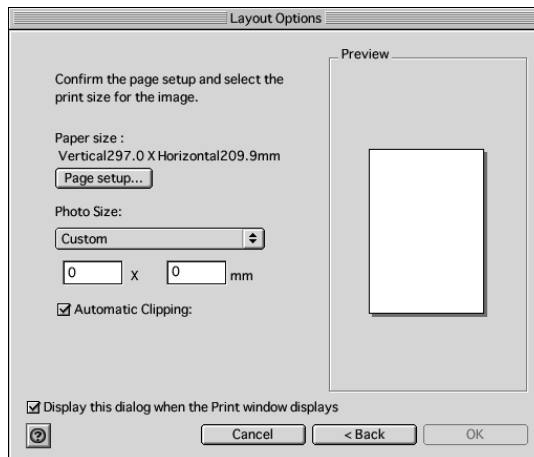 Layout Options
Confirm the page setup and select the
print size for the image.
Paper size :
Vertical297.0 X Horizontal209.9mm
Page setup...
Photo Size:
Custom
0 X 0 mm
Automatic Clipping:
Preview
Display this dialog when the Print window displays
? Cancel < Back OK